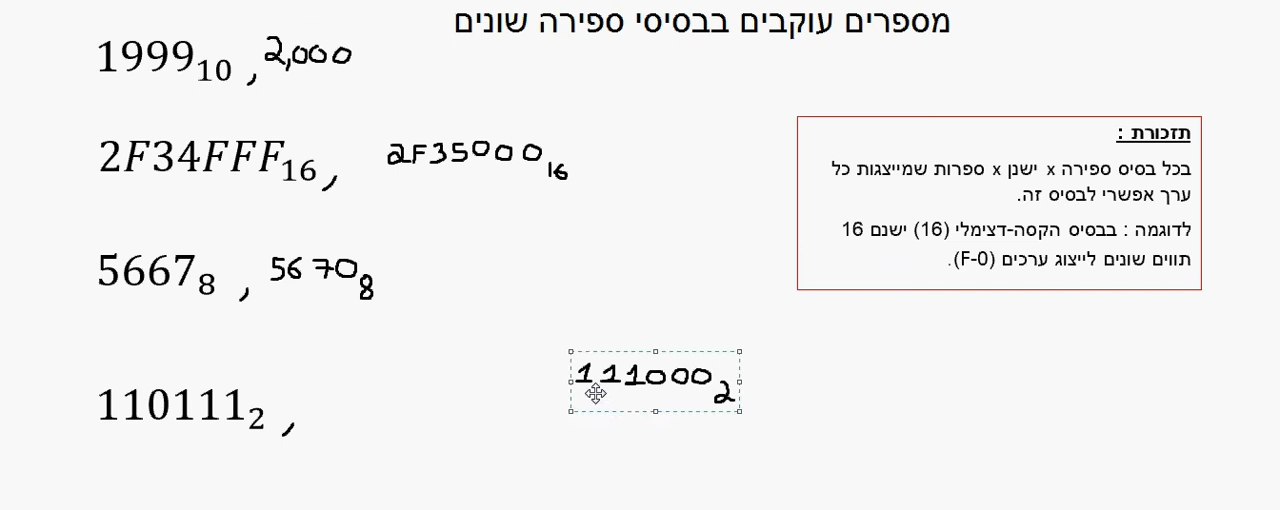 מספרים עוקבים בבסיסי ספירה שונים
1999₁₀ , 2,000
2F34FFF₁₆ , 2F35000₁₆
5667₈ , 5670₈
110111₂ , 111000₂
תזכורת :
בכל בסיס ספירה x ישנן x ספרות שמייצגות כל
ערך אפשרי לבסיס זה.
לדוגמה : בבסיס הקסה-דצימלי (16) ישנם 16
תווים שונים לייצוג ערכים (F-0).